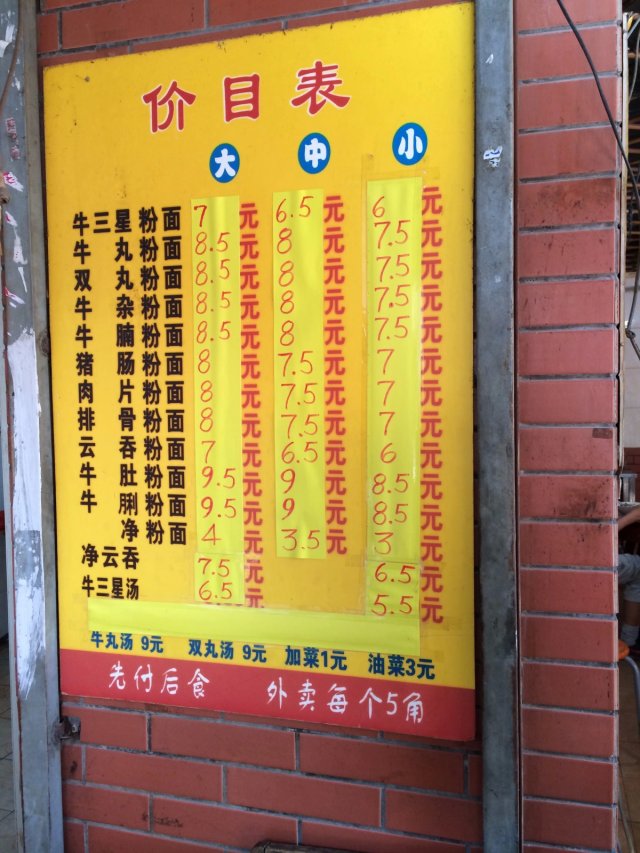 价目表
大 中 小
牛三星粉面 7元 6.5元 6元
牛丸粉面 8.5元 8元 7.5元
双丸粉面 8.5元 8元 7.5元
牛杂粉面 8.5元 8元 7.5元
牛腩粉面 8.5元 8元 7.5元
猪肠粉面 8元 7.5元 7元
肉片粉面 8元 7.5元 7元
排骨粉面 8元 7.5元 7元
云吞粉面 7元 6.5元 6元
牛肚粉面 9.5元 9元 8.5元
牛脷粉面 9.5元 9元 8.5元
净粉面 4元 3.5元 3元
净云吞 7.5元 6.5元
牛三星汤 6.5元 5.5元
牛丸汤 9元 双丸汤 9元 加菜1元 油菜3元
先付后食 外卖每个5角